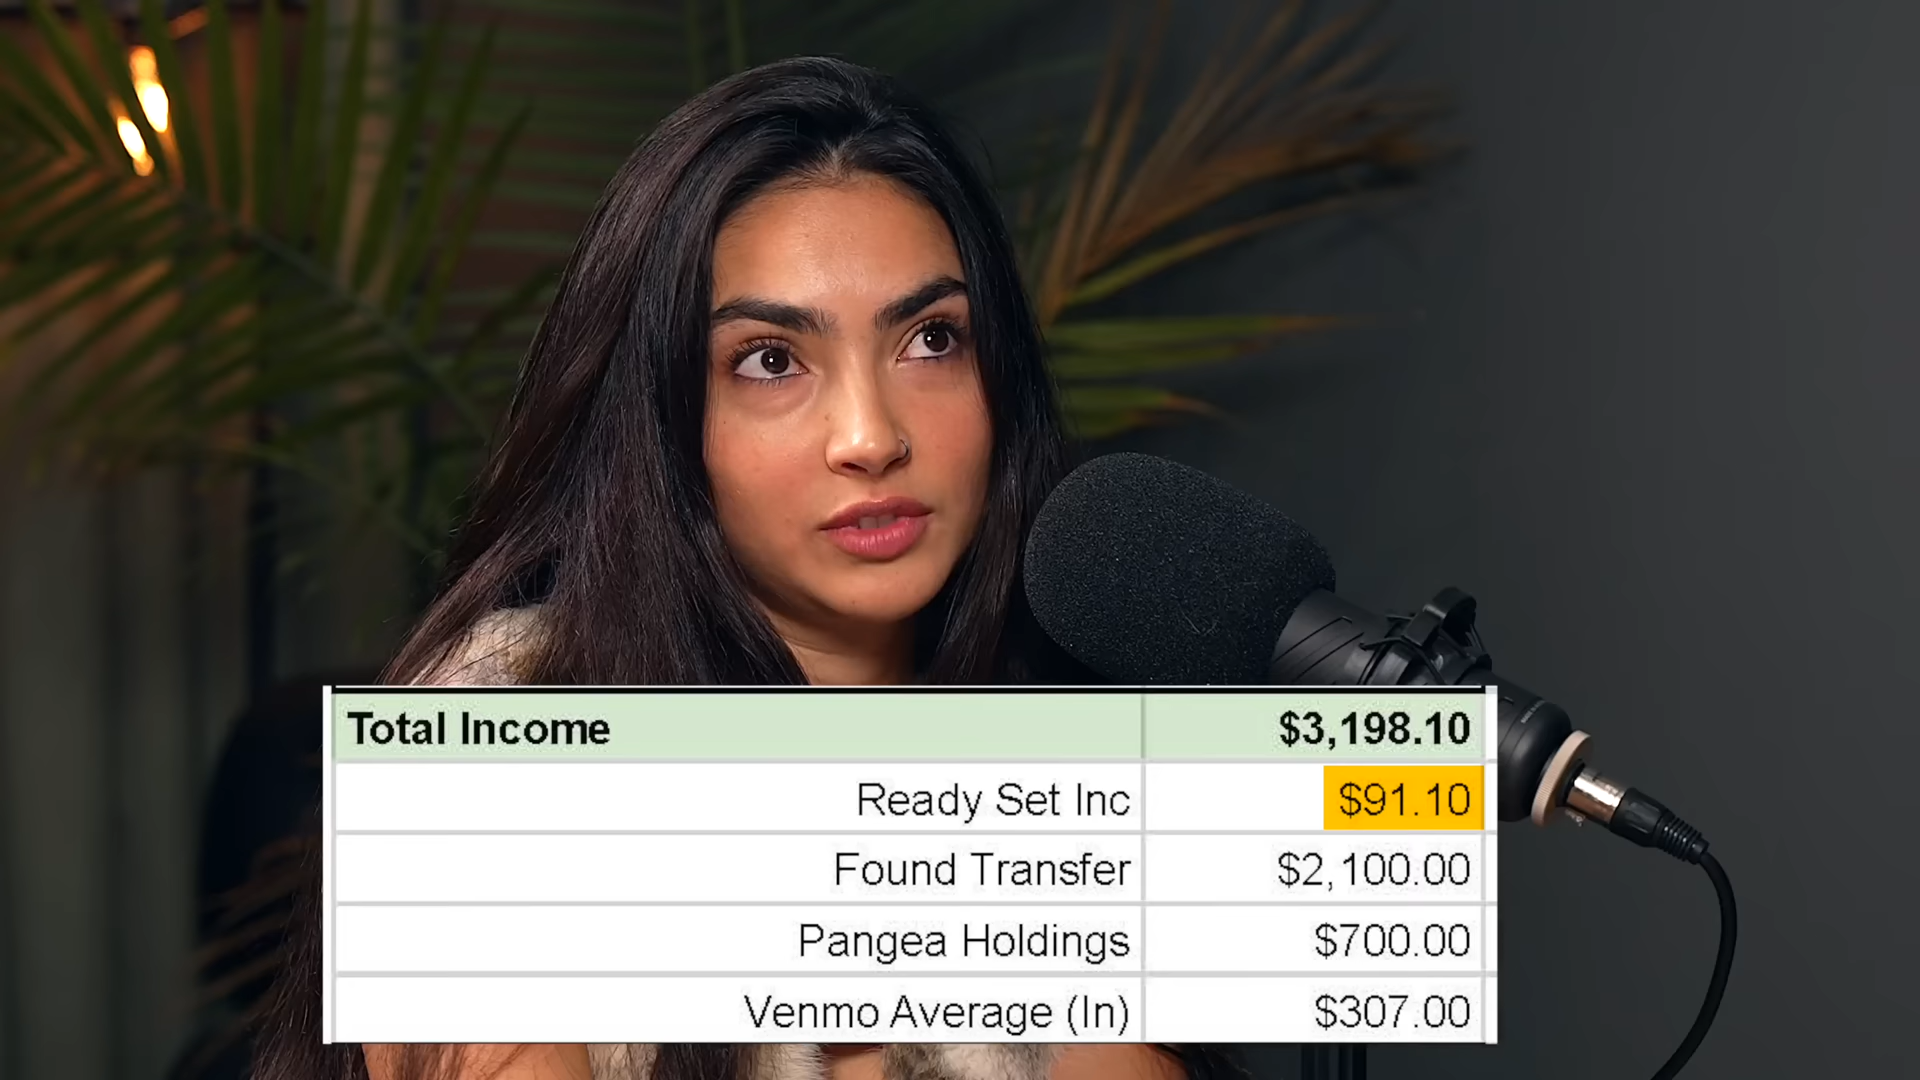 Total Income $3,198.10
Ready Set Inc $91.10
Found Transfer $2,100.00
Pangea Holdings $700.00
Venmo Average (In) $307.00